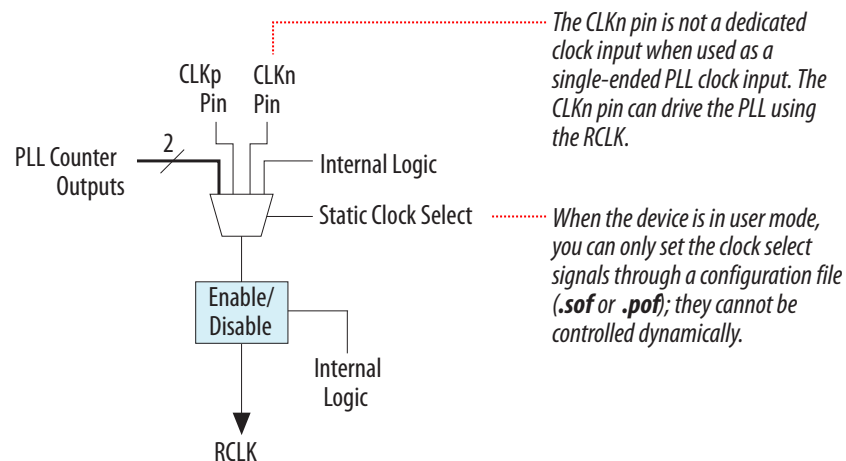 The CLKn pin is not a dedicated
clock input when used as a
single-ended PLL clock input. The
CLKn pin can drive the PLL using
the RCLK.
CLKp
Pin
CLKn
Pin
2
PLL Counter
Outputs
Internal Logic
Static Clock Select
When the device is in user mode,
you can only set the clock select
signals through a configuration file
(.sof or .pof); they cannot be
controlled dynamically.
Enable/
Disable
Internal
Logic
RCLK